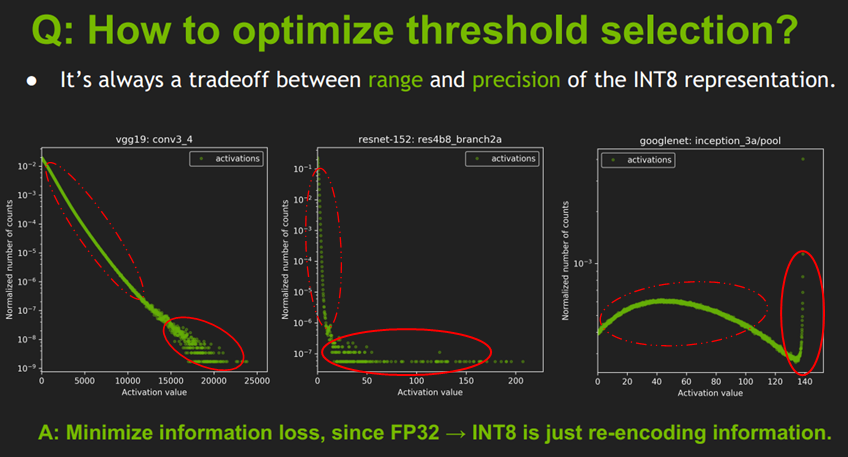 Q: How to optimize threshold selection?
● It's always a tradeoff between range and precision of the INT8 representation.
vgg19: conv3_4
activations
Normalized number of counts
10⁻²
10⁻³
10⁻⁴
10⁻⁵
10⁻⁶
10⁻⁷
10⁻⁸
10⁻⁹
0 5000 10000 15000 20000 25000
Activation value
resnet-152: res4b8_branch2a
activations
Normalized number of counts
10⁻¹
10⁻²
10⁻³
10⁻⁴
10⁻⁵
10⁻⁶
10⁻⁷
0 50 100 150 200
Activation value
googlenet: inception_3a/pool
activations
Normalized number of counts
10⁻³
0 20 40 60 80 100 120 140
Activation value
A: Minimize information loss, since FP32 → INT8 is just re-encoding information.